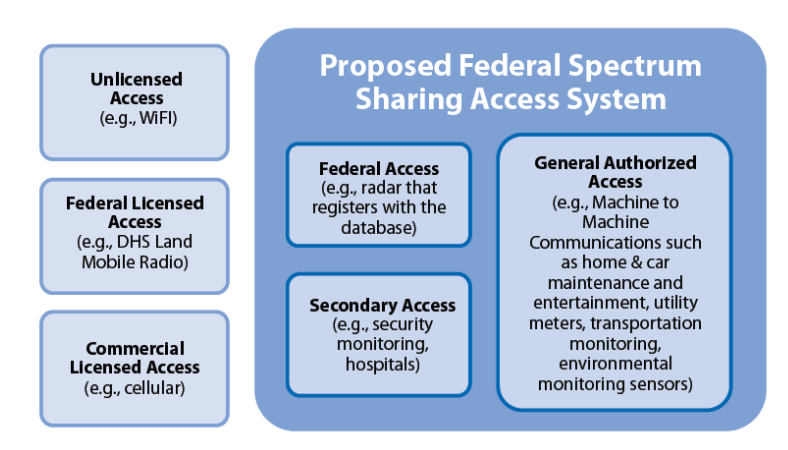 Unlicensed
Access
(e.g., WiFI)
Federal Licensed
Access
(e.g., DHS Land
Mobile Radio)
Commercial
Licensed Access
(e.g., cellular)
Proposed Federal Spectrum
Sharing Access System
Federal Access
(e.g., radar that
registers with the
database)
Secondary Access
(e.g., security
monitoring,
hospitals)
General Authorized
Access
(e.g., Machine to
Machine
Communications such
as home & car
maintenance and
entertainment, utility
meters, transportation
monitoring,
environmental
monitoring sensors)